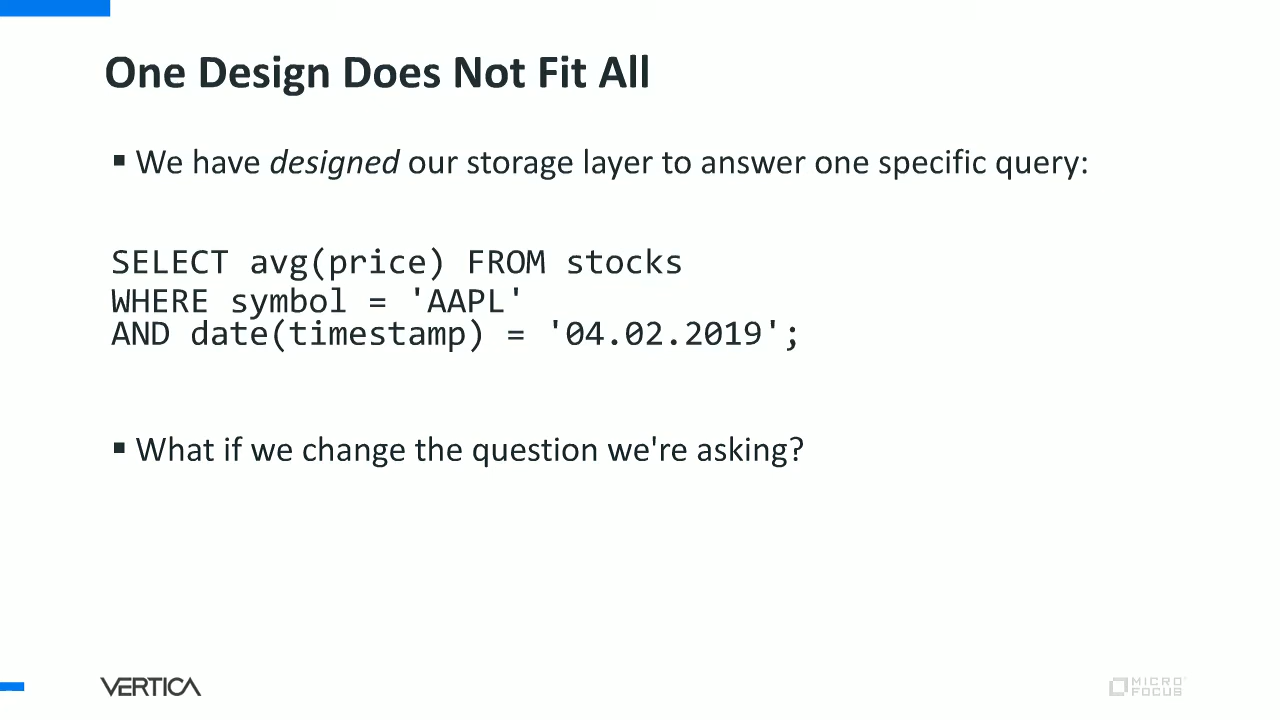 One Design Does Not Fit All
▪ We have designed our storage layer to answer one specific query:
SELECT avg(price) FROM stocks
WHERE symbol = 'AAPL'
AND date(timestamp) = '04.02.2019';
▪ What if we change the question we're asking?
VERTICA
MICRO
FOCUS